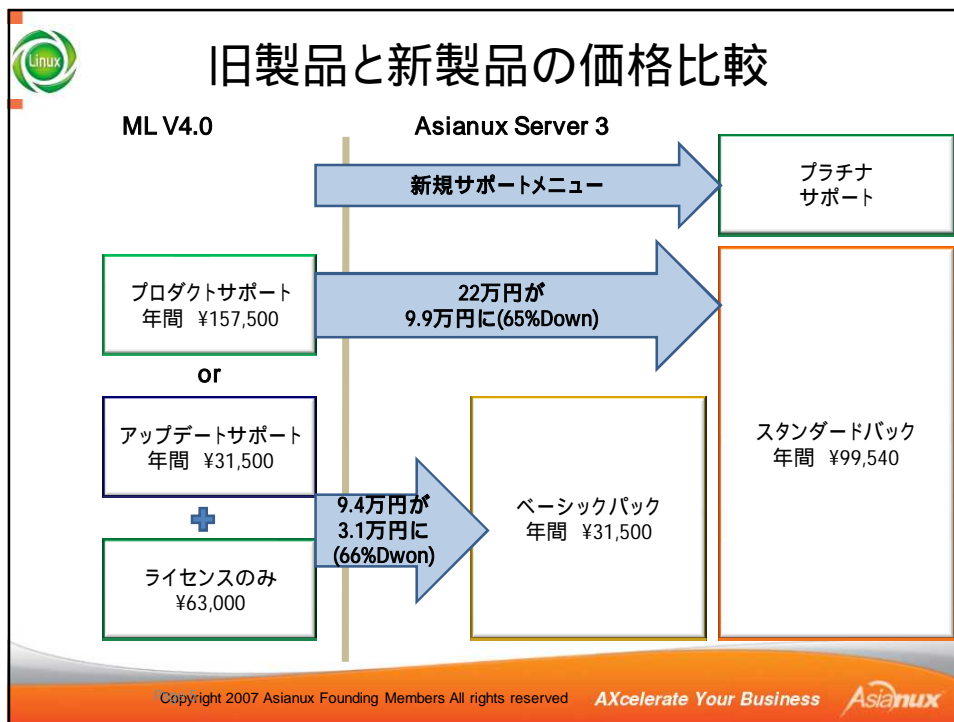 Linux
旧製品と新製品の価格比較
ML V4.0
Asianux Server 3
新規サポートメニュー
プラチナ
サポート
プロダクトサポート
年間 ¥157,500
22万円が
9.9万円に(65%Down)
or
アップデートサポート
年間 ¥31,500
スタンダードパック
年間 ¥99,540
9.4万円が
3.1万円に
(66%Dwon)
ベーシックパック
年間 ¥31,500
ライセンスのみ
¥63,000
Copyright 2007 Asianux Founding Members All rights reserved
AXcelerate Your Business
Asianux